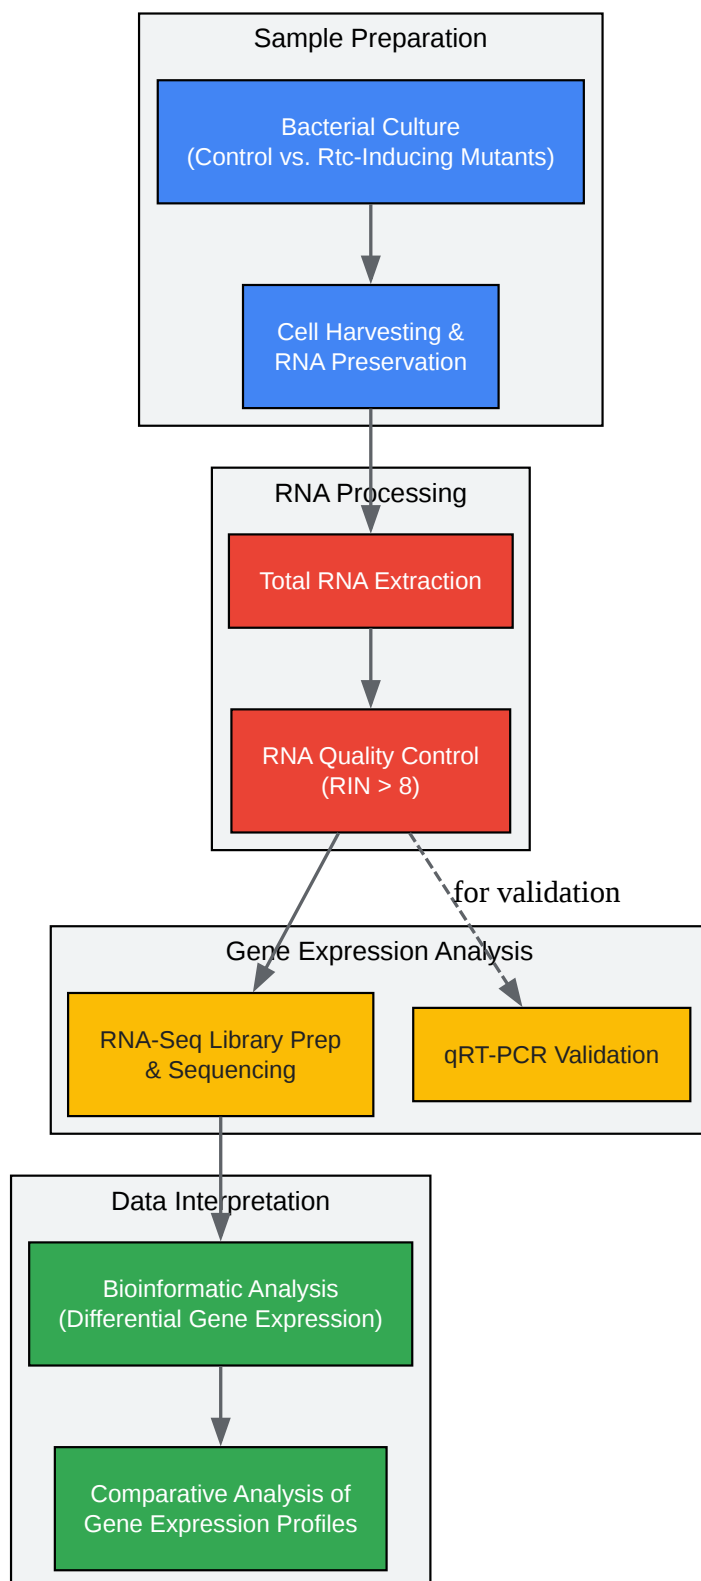 Sample Preparation
Bacterial Culture
(Control vs. Rtc-Inducing Mutants)
Cell Harvesting &
RNA Preservation
RNA Processing
Total RNA Extraction
RNA Quality Control
(RIN > 8)
for validation
Gene Expression Analysis
RNA-Seq Library Prep
& Sequencing
qRT-PCR Validation
Data Interpretation
Bioinformatic Analysis
(Differential Gene Expression)
Comparative Analysis of
Gene Expression Profiles